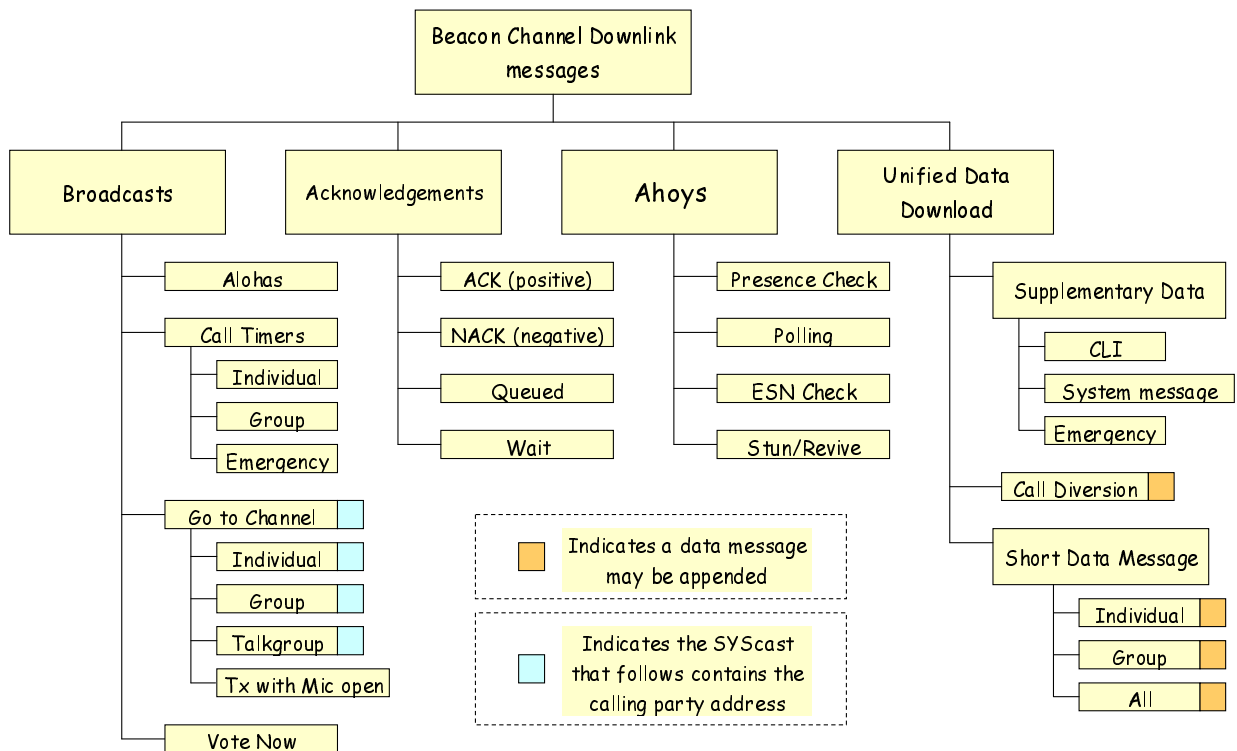 Beacon Channel Downlink
messages
Broadcasts
Alohas
Call Timers
Individual
Group
Emergency
Go to Channel
Individual
Group
Talkgroup
Tx with Mic open
Vote Now
Acknowledgements
ACK (positive)
NACK (negative)
Queued
Wait
Ahoys
Presence Check
Polling
ESN Check
Stun/Revive
Unified Data
Download
Supplementary Data
CLI
System message
Emergency
Call Diversion
Short Data Message
Individual
Group
All
Indicates a data message
may be appended
Indicates the SYScast
that follows contains the
calling party address